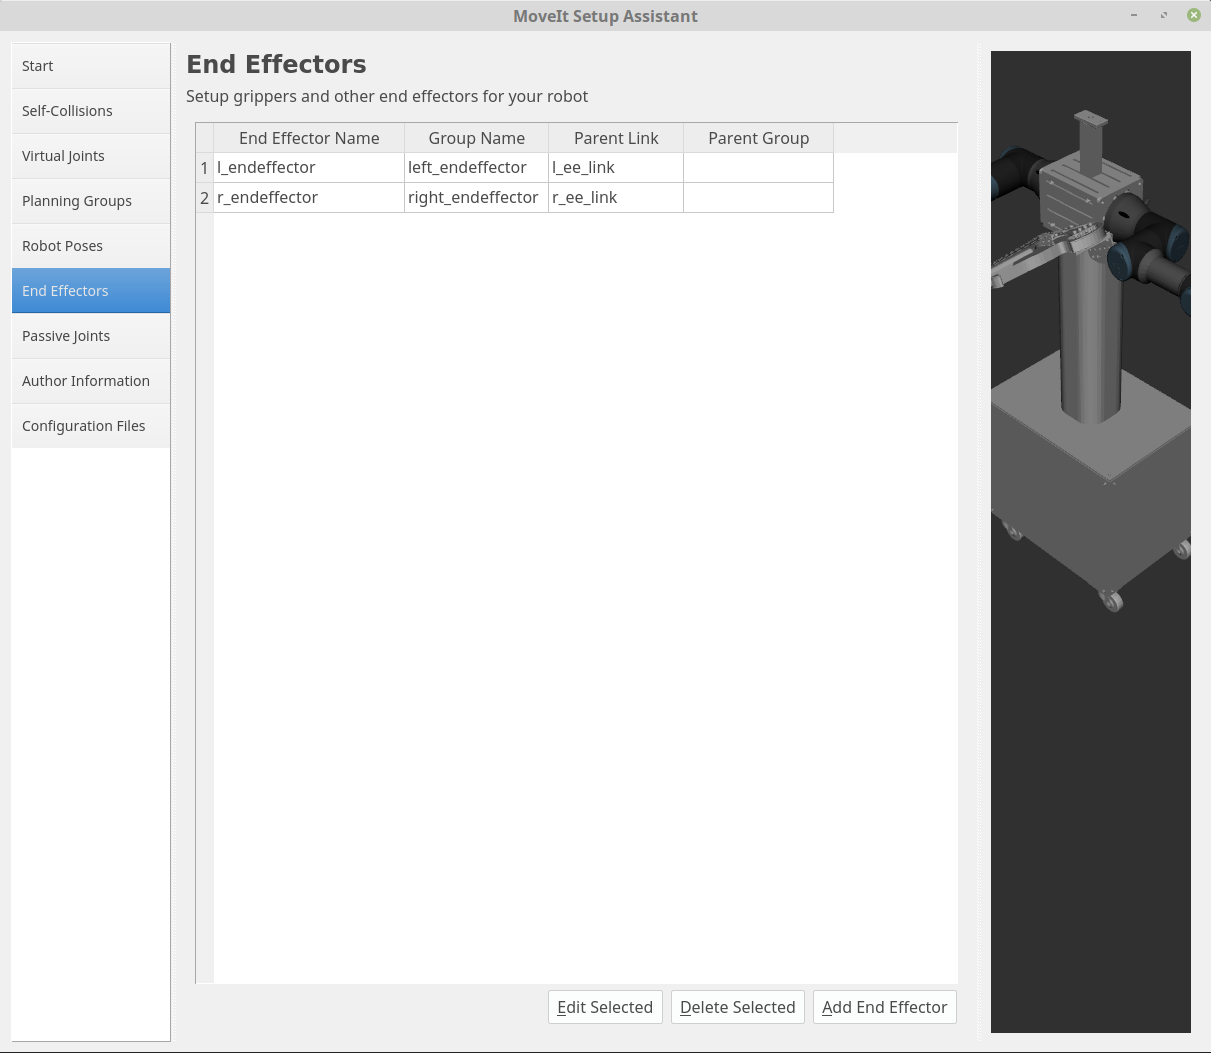 MoveIt Setup Assistant
Start
Self-Collisions
Virtual Joints
Planning Groups
Robot Poses
End Effectors
Passive Joints
Author Information
Configuration Files
End Effectors
Setup grippers and other end effectors for your robot
End Effector Name Group Name Parent Link Parent Group
1 l_endeffector left_endeffector l_ee_link
2 r_endeffector right_endeffector r_ee_link
Edit Selected Delete Selected Add End Effector